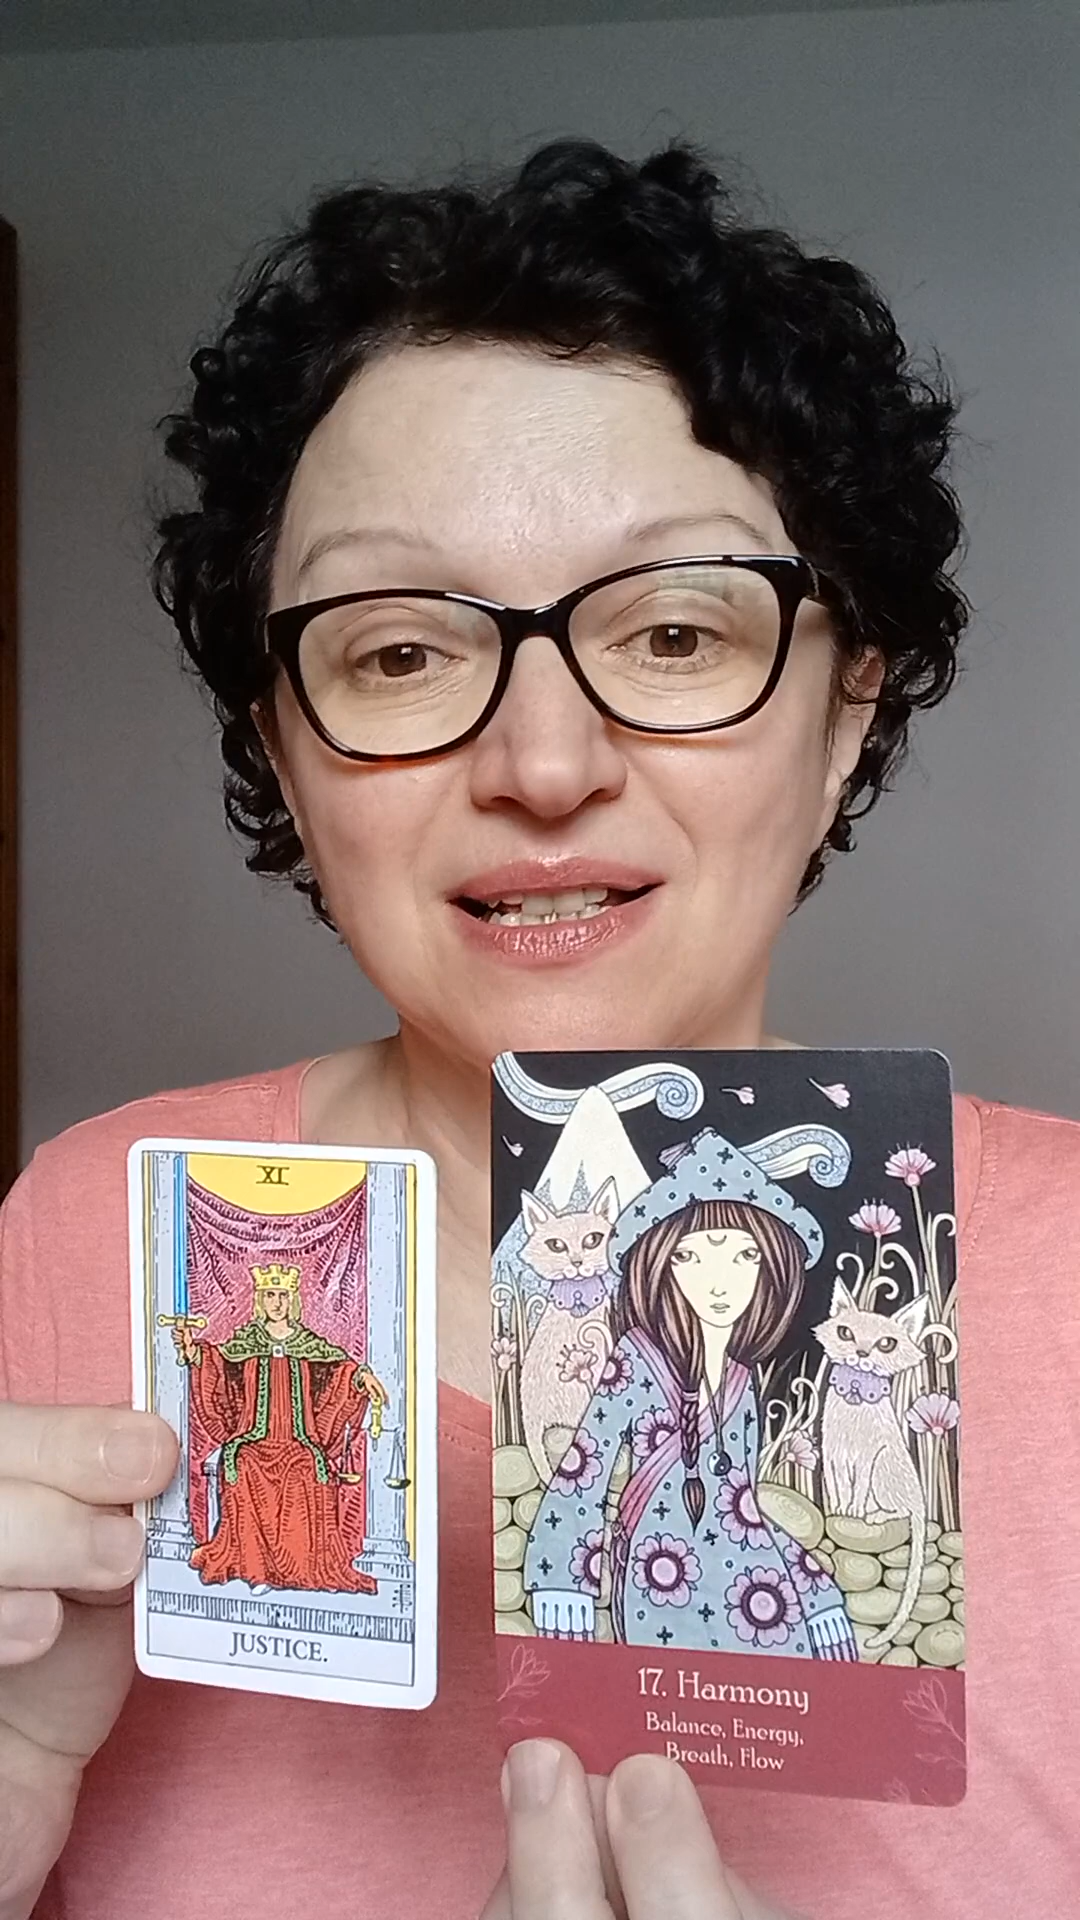 XI
JUSTICE.
17. Harmony
Balance, Energy,
Breath, Flow